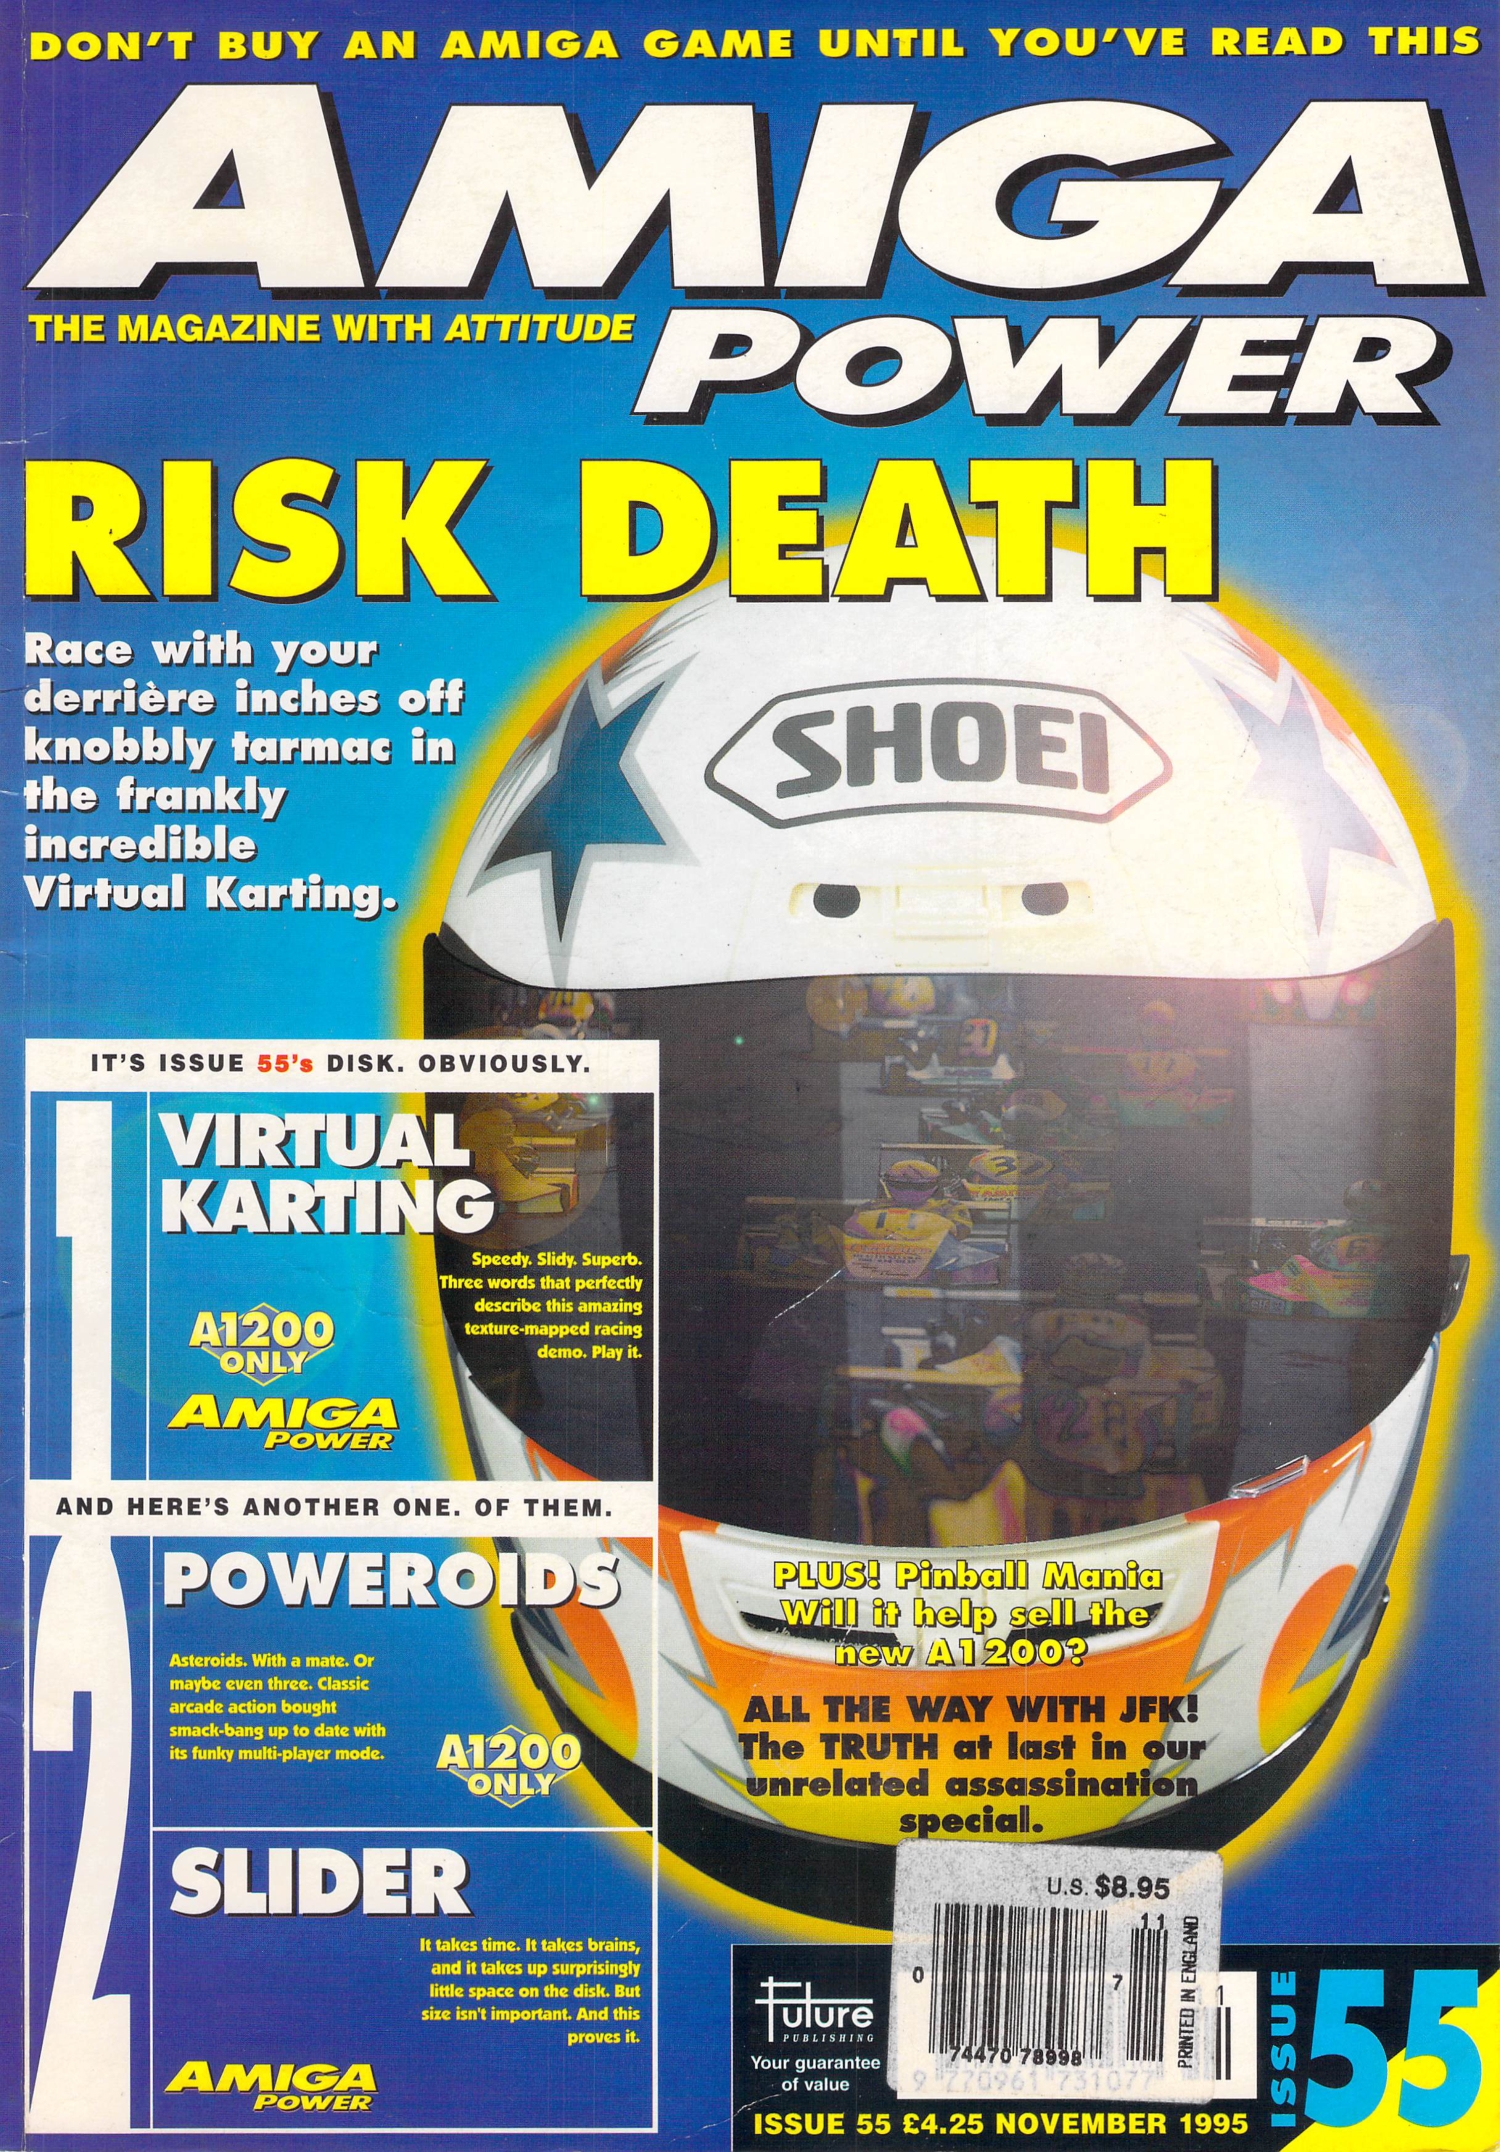 DON'T BUY AN AMIGA GAME UNTIL YOU'VE READ THIS
AMIGA
POWER
THE MAGAZINE WITH ATTITUDE
RISK DEATH
Race with your
derrière inches off
knobbly tarmac in
the frankly
incredible
Virtual Karting.
SHOEI
IT'S ISSUE 55's DISK. OBVIOUSLY.
1
VIRTUAL
KARTING
Speedy. Slidy. Superb.
Three words that perfectly
describe this amazing
texture-mapped racing
demo. Play it.
A1200
ONLY
AMIGA
POWER
AND HERE'S ANOTHER ONE. OF THEM.
2
POWEROIDS
Asteroids. With a mate. Or
maybe even three. Classic
arcade action bought
smack-bang up to date with
its funky multi-player mode.
A1200
ONLY
SLIDER
It takes time. It takes brains,
and it takes up surprisingly
little space on the disk. But
size isn't important. And this
proves it.
AMIGA
POWER
31
PLUS! Pinball Mania
Will it help sell the
new A1200?
ALL THE WAY WITH JFK!
The TRUTH at last in our
unrelated assassination
special.
U.S. $8.95
11
0
7
74470 78998
PRINTED IN ENGLAND
9 770961 731077
Future
PUBLISHING
Your guarantee
of value
ISSUE 55 £4.25 NOVEMBER 1995
ISSUE
55